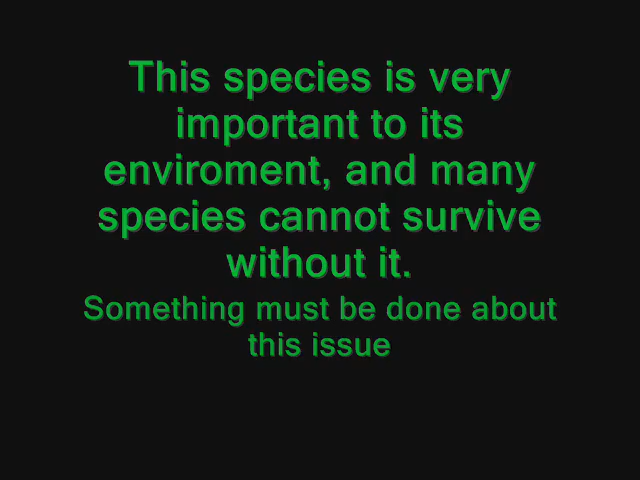 This species is very
important to its
enviroment, and many
species cannot survive
without it.
Something must be done about
this issue